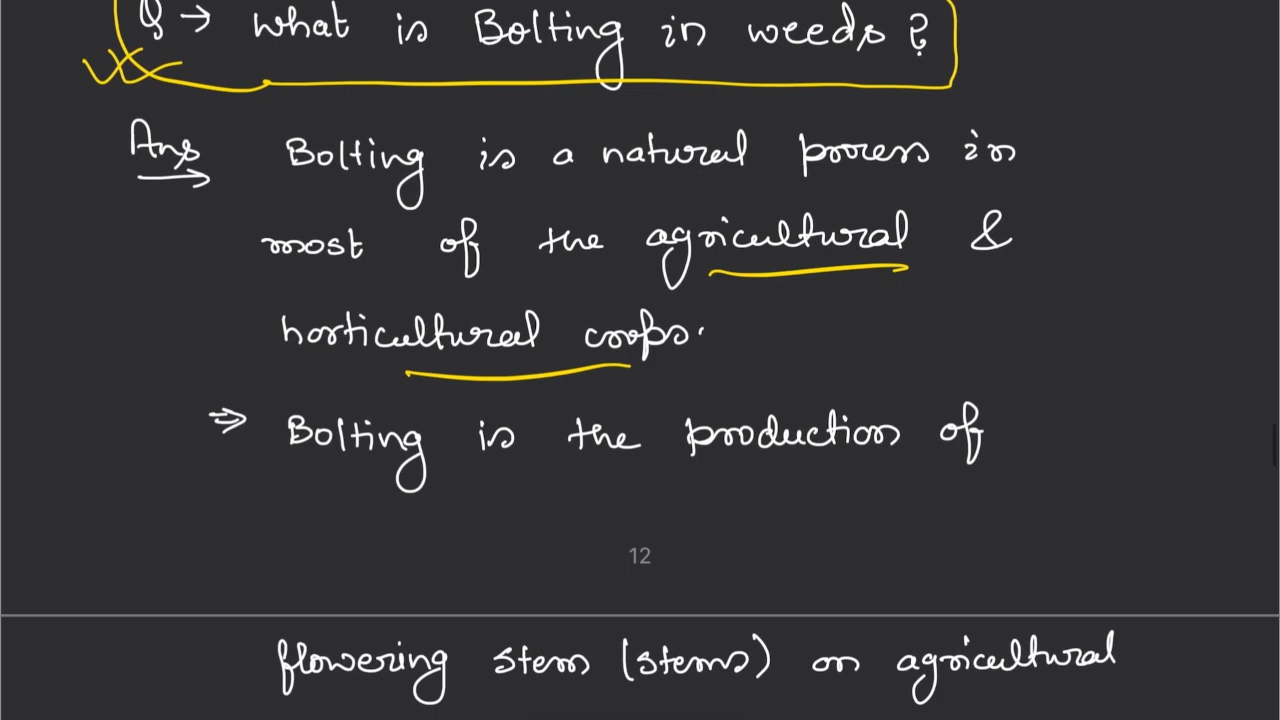 Q → What is Bolting in weeds?
Ans Bolting is a natural process in
most of the agricultural &
horticultural crops.
⇒ Bolting is the production of
12
flowering stem (stems) on agricultural